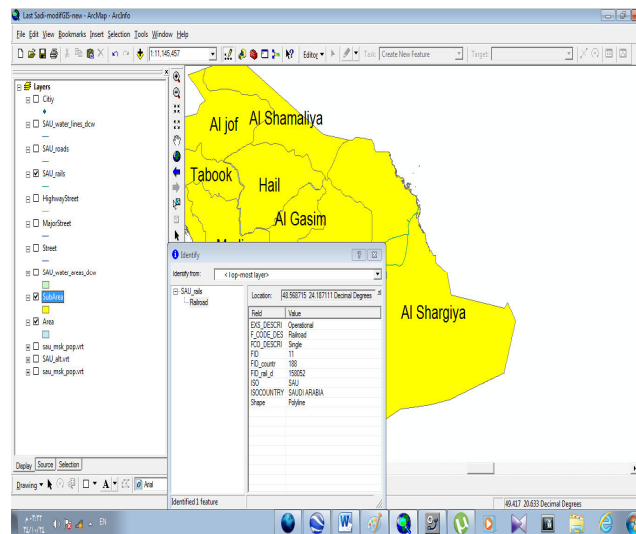 Last Sadi-modifGIS-new - ArcMap - ArcInfo
File Edit View Bookmarks Insert Selection Tools Window Help
1:11,145,457 Editor Task: Create New Feature Target:
Layers
Citiy
SAU_water_lines_dcw
SAU_roads
SAU_rails
HighwayStreet
MajorStreet
Street
SAU_water_areas_dcw
SubArea
Area
sau_msk_pop.vrt
SAU_alt.vrt
sau_msk_pop.vrt
Al jof
Al Shamaliya
Tabook
Hail
Al Gasim
Al Shargiya
Identify
Identify from: <Top-most layer>
SAU_rails
Railroad
Location: 48.568715 24.187111 Decimal Degrees
Field Value
EXS_DESCRI Operational
F_CODE_DES Railroad
FCO_DESCRI Single
FID 11
FID_countr 188
FID_rail_d 158052
ISO SAU
ISOCOUNTRY SAUDI ARABIA
Shape Polyline
Identified 1 feature
Display Source Selection
Drawing A Arial
49.417 20.633 Decimal Degrees
EN